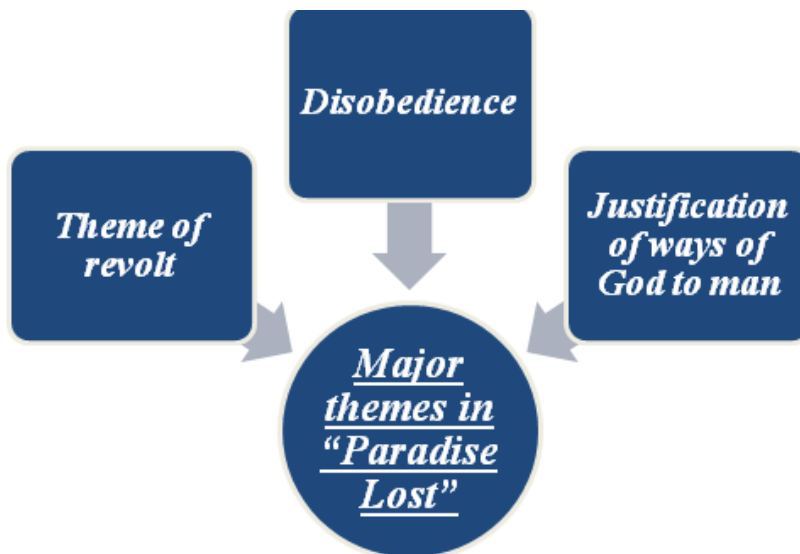 Disobedience
Theme of
revolt
Justification
of ways of
God to man
Major
themes in
“Paradise
Lost”